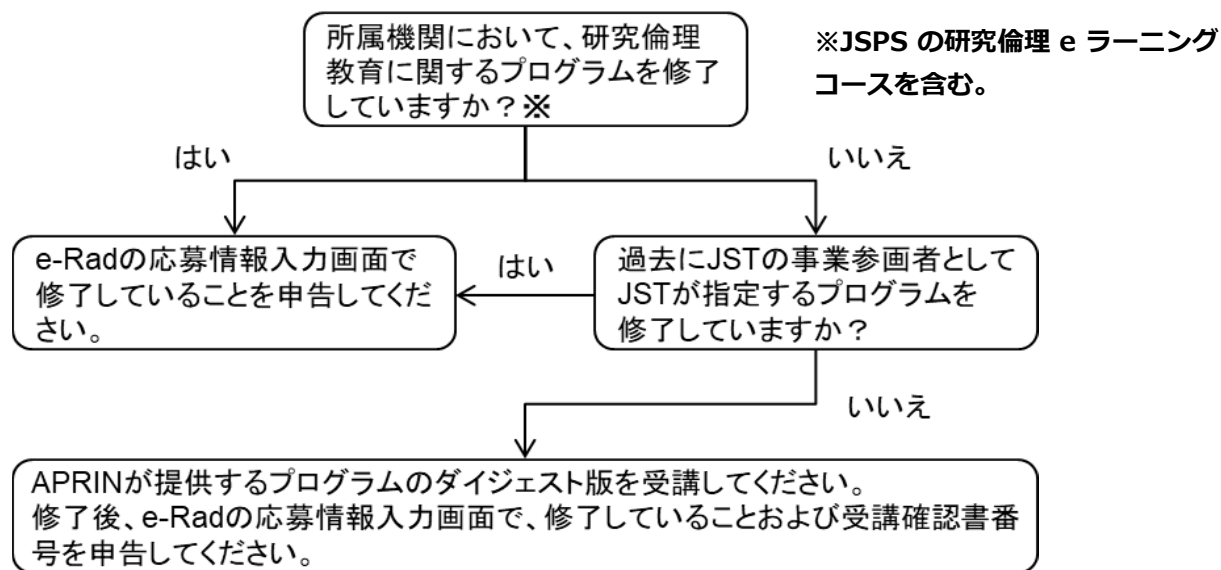 所属機関において、研究倫理
教育に関するプログラムを修了
していますか？※
※JSPS の研究倫理 e ラーニング
コースを含む。
はい
いいえ
e-Radの応募情報入力画面で
修了していることを申告してくだ
さい。
はい
過去にJSTの事業参画者として
JSTが指定するプログラムを
修了していますか？
いいえ
APRINが提供するプログラムのダイジェスト版を受講してください。
修了後、e-Radの応募情報入力画面で、修了していることおよび受講確認書番
号を申告してください。